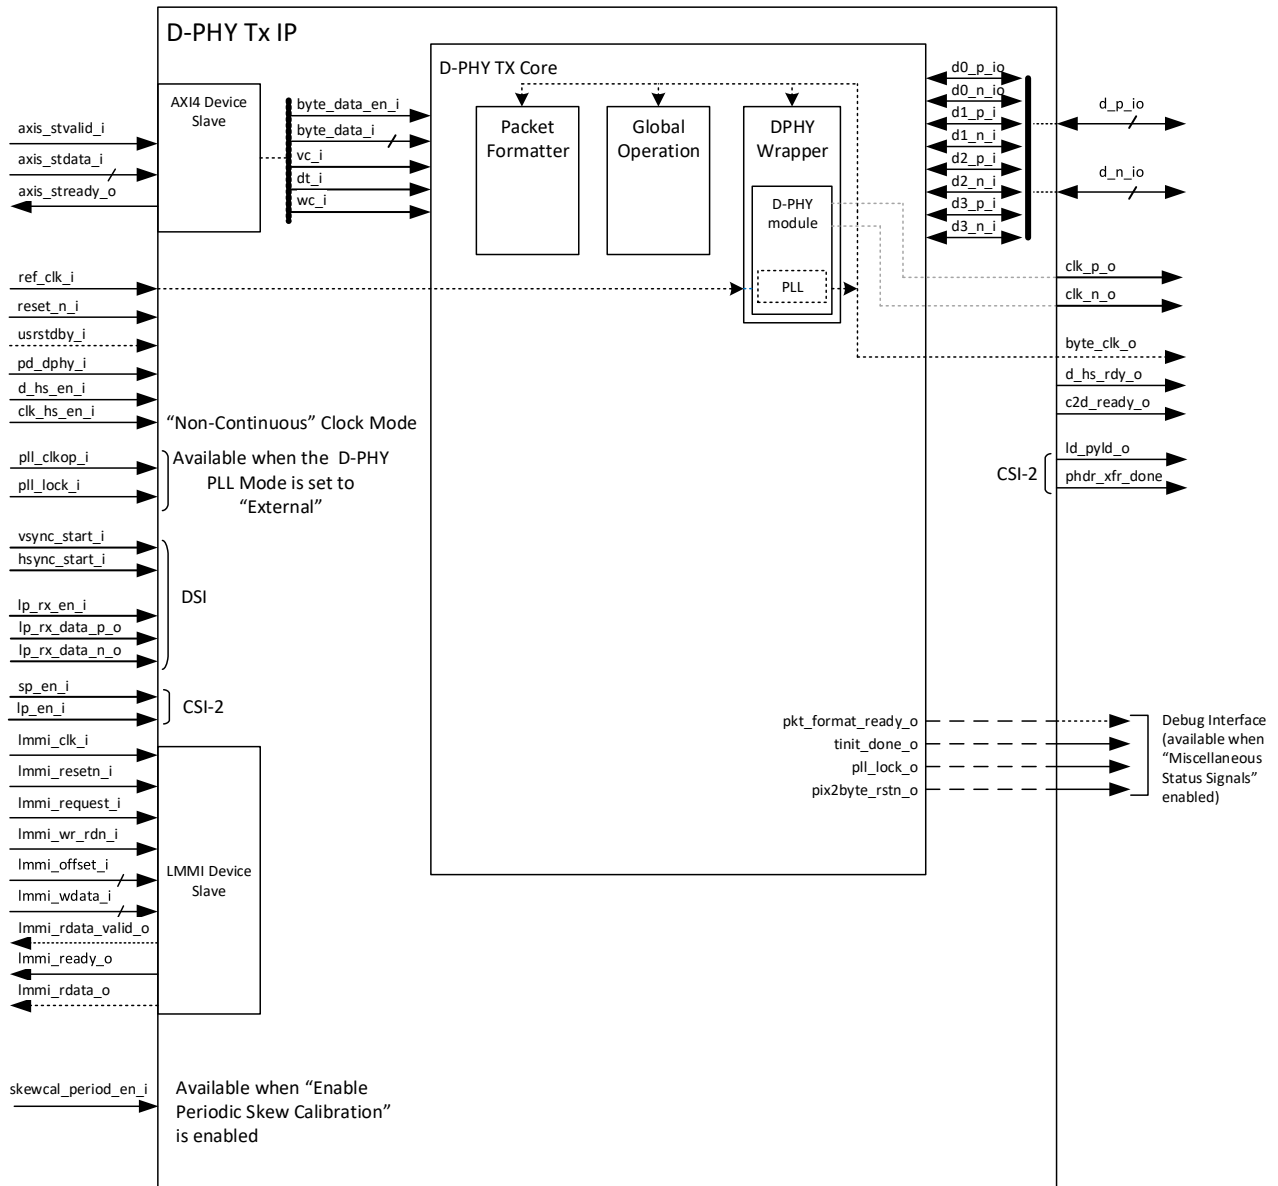 D-PHY Tx IP
D-PHY TX Core
AXI4 Device
Slave
axis_stvalid_i
axis_stdata_i
axis_stready_o
byte_data_en_i
byte_data_i
vc_i
dt_i
wc_i
Packet
Formatter
Global
Operation
DPHY
Wrapper
D-PHY
module
PLL
d0_p_io
d0_n_io
d1_p_i
d1_n_i
d2_p_i
d2_n_i
d3_p_i
d3_n_i
d_p_io
d_n_io
ref_clk_i
reset_n_i
usrstdby_i
pd_dphy_i
d_hs_en_i
clk_hs_en_i
"Non-Continuous" Clock Mode
clk_p_o
clk_n_o
byte_clk_o
d_hs_rdy_o
c2d_ready_o
pll_clkop_i
pll_lock_i
Available when the D-PHY
PLL Mode is set to
"External"
ld_pyld_o
phdr_xfr_done
CSI-2
vsync_start_i
hsync_start_i
lp_rx_en_i
lp_rx_data_p_o
lp_rx_data_n_o
DSI
sp_en_i
lp_en_i
CSI-2
pkt_format_ready_o
tinit_done_o
pll_lock_o
pix2byte_rstn_o
Debug Interface
(available when
"Miscellaneous
Status Signals"
enabled)
lmmi_clk_i
lmmi_resetn_i
lmmi_request_i
lmmi_wr_rdn_i
lmmi_offset_i
lmmi_wdata_i
lmmi_rdata_valid_o
lmmi_ready_o
lmmi_rdata_o
LMMI Device
Slave
skewcal_period_en_i
Available when "Enable
Periodic Skew Calibration"
is enabled